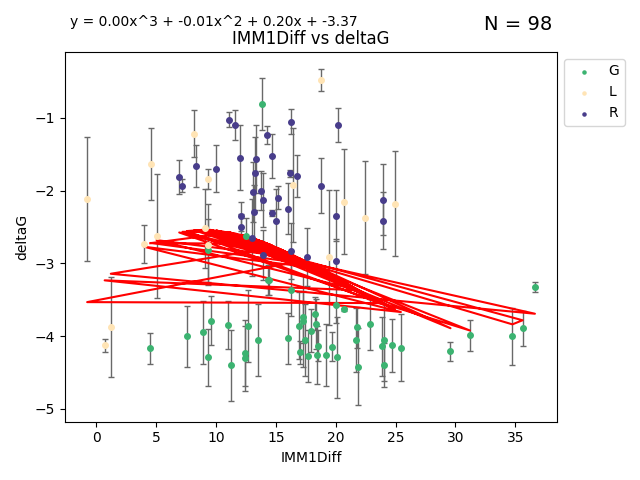 y = 0.00x^3 + -0.01x^2 + 0.20x + -3.37
N = 98
IMM1Diff vs deltaG
G
L
R
−1
−2
−3
−4
−5
deltaG
0 5 10 15 20 25 30 35
IMM1Diff